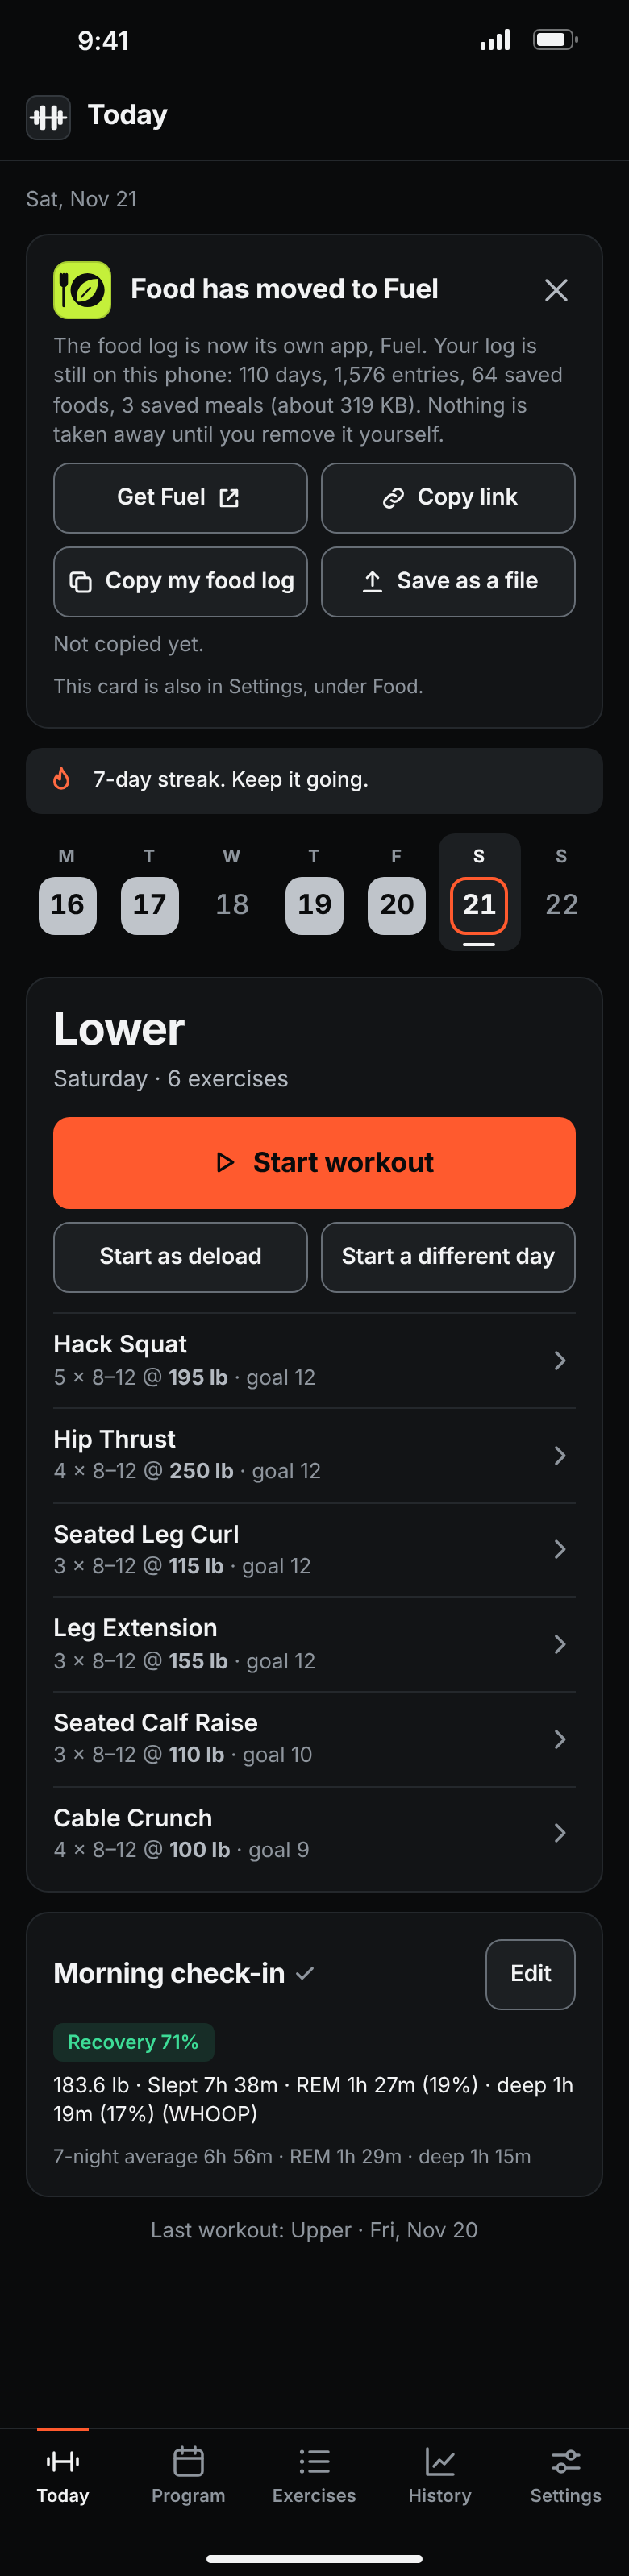 9:41
Today
Sat, Nov 21
Food has moved to Fuel
The food log is now its own app, Fuel. Your log is
still on this phone: 110 days, 1,576 entries, 64 saved
foods, 3 saved meals (about 319 KB). Nothing is
taken away until you remove it yourself.
Get Fuel
Copy link
Copy my food log
Save as a file
Not copied yet.
This card is also in Settings, under Food.
7-day streak. Keep it going.
M T W T F S S
16 17 18 19 20 21 22
Lower
Saturday · 6 exercises
Start workout
Start as deload
Start a different day
Hack Squat
5 × 8–12 @ 195 lb · goal 12
Hip Thrust
4 × 8–12 @ 250 lb · goal 12
Seated Leg Curl
3 × 8–12 @ 115 lb · goal 12
Leg Extension
3 × 8–12 @ 155 lb · goal 12
Seated Calf Raise
3 × 8–12 @ 110 lb · goal 10
Cable Crunch
4 × 8–12 @ 100 lb · goal 9
Morning check-in
Edit
Recovery 71%
183.6 lb · Slept 7h 38m · REM 1h 27m (19%) · deep 1h
19m (17%) (WHOOP)
7-night average 6h 56m · REM 1h 29m · deep 1h 15m
Last workout: Upper · Fri, Nov 20
Today Program Exercises History Settings